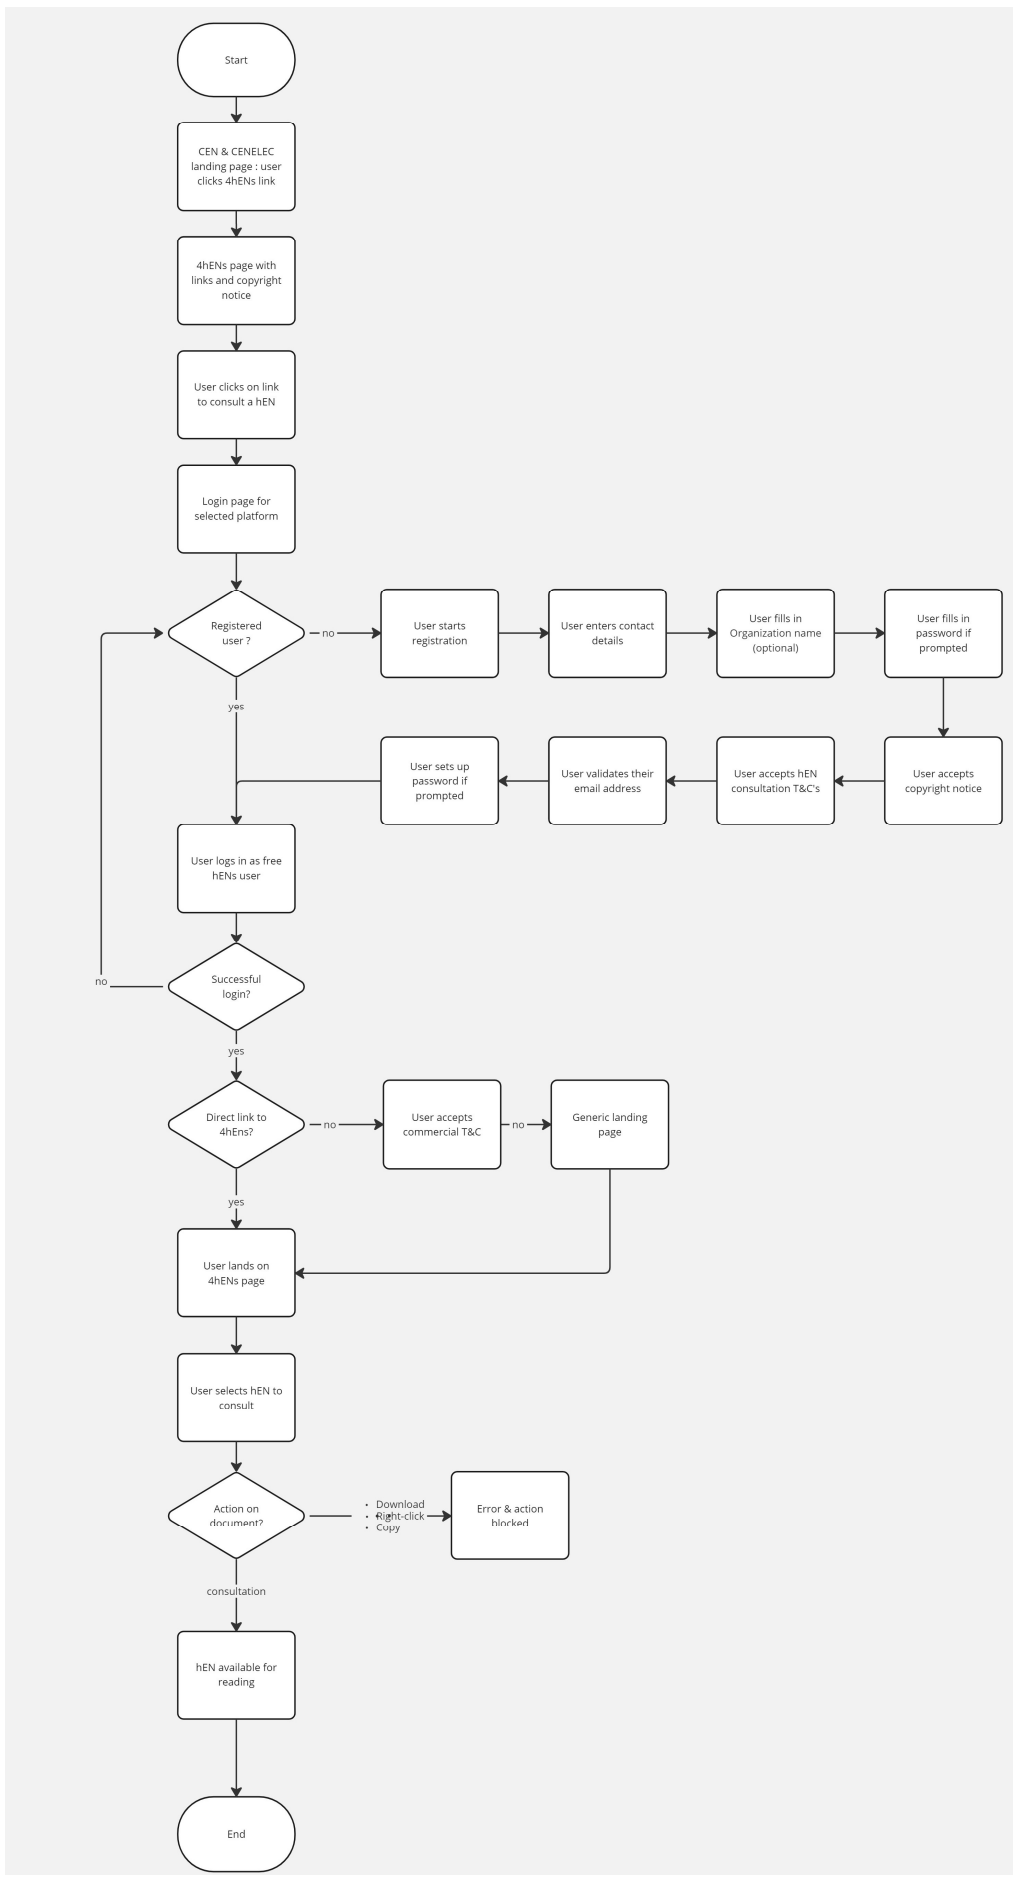 Start
CEN & CENELEC
landing page : user
clicks 4hENs link
4hENs page with
links and copyright
notice
User clicks on link
to consult a hEN
Login page for
selected platform
Registered
user ?
no
User starts
registration
User enters contact
details
User fills in
Organization name
(optional)
User fills in
password if
prompted
yes
User sets up
password if
prompted
User validates their
email address
User accepts hEN
consultation T&C's
User accepts
copyright notice
User logs in as free
hENs user
Successful
login?
no
yes
Direct link to
4hEns?
no
User accepts
commercial T&C
no
Generic landing
page
yes
User lands on
4hENs page
User selects hEN to
consult
Action on
document?
• Download
• Right-click
• Copy
Error & action
blocked
consultation
hEN available for
reading
End